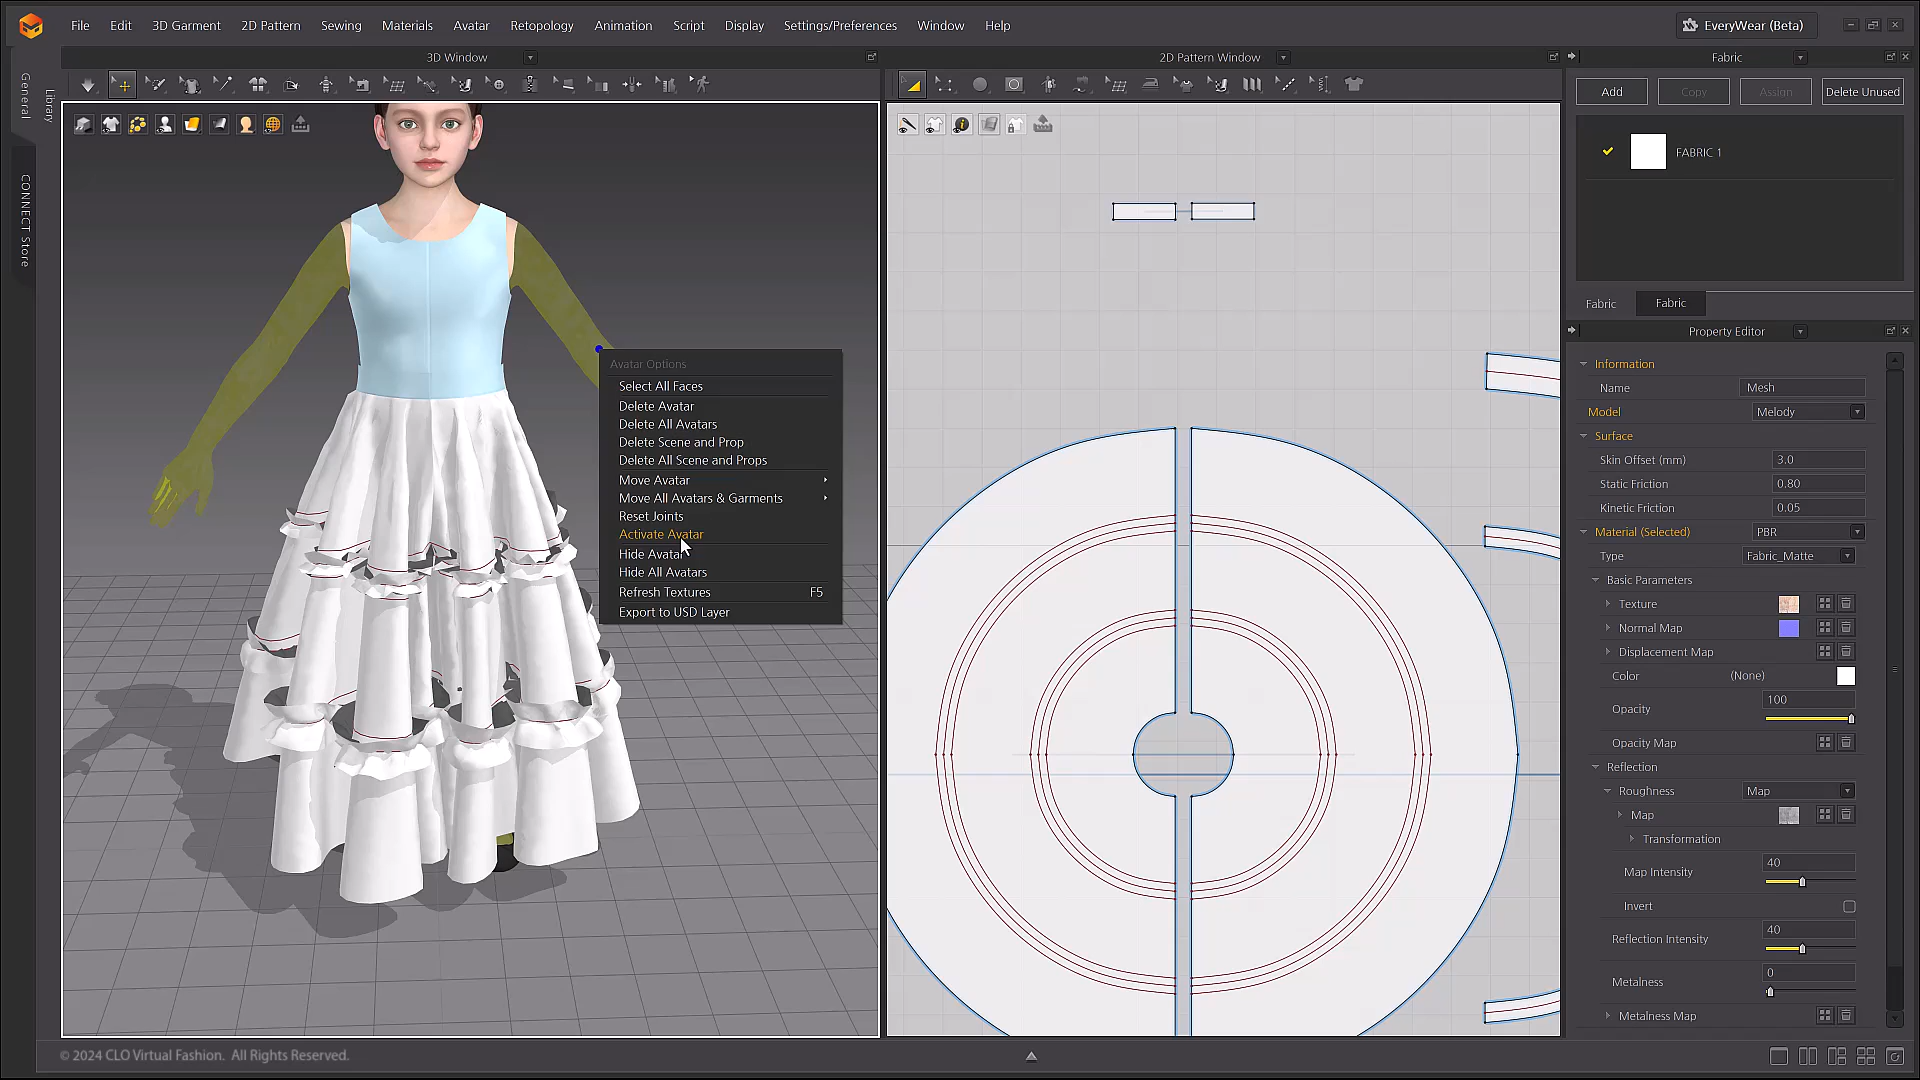 File Edit 3D Garment 2D Pattern Sewing Materials Avatar Retopology Animation Script Display Settings/Preferences Window Help
EveryWear (Beta)
General
Library
CONNECT Store
3D Window
2D Pattern Window
Fabric
Add Copy Assign Delete Unused
FABRIC 1
Fabric Fabric
Property Editor
Information
Name Mesh
Model Melody
Surface
Skin Offset (mm) 3.0
Static Friction 0.80
Kinetic Friction 0.05
Material (Selected) PBR
Type Fabric_Matte
Basic Parameters
Texture
Normal Map
Displacement Map
Color (None)
Opacity 100
Opacity Map
Reflection
Roughness Map
Map
Transformation
Map Intensity 40
Invert
Reflection Intensity 40
Metalness 0
Metalness Map
Avatar Options
Select All Faces
Delete Avatar
Delete All Avatars
Delete Scene and Prop
Delete All Scene and Props
Move Avatar
Move All Avatars & Garments
Reset Joints
Activate Avatar
Hide Avatar
Hide All Avatars
Refresh Textures F5
Export to USD Layer
© 2024 CLO Virtual Fashion. All Rights Reserved.